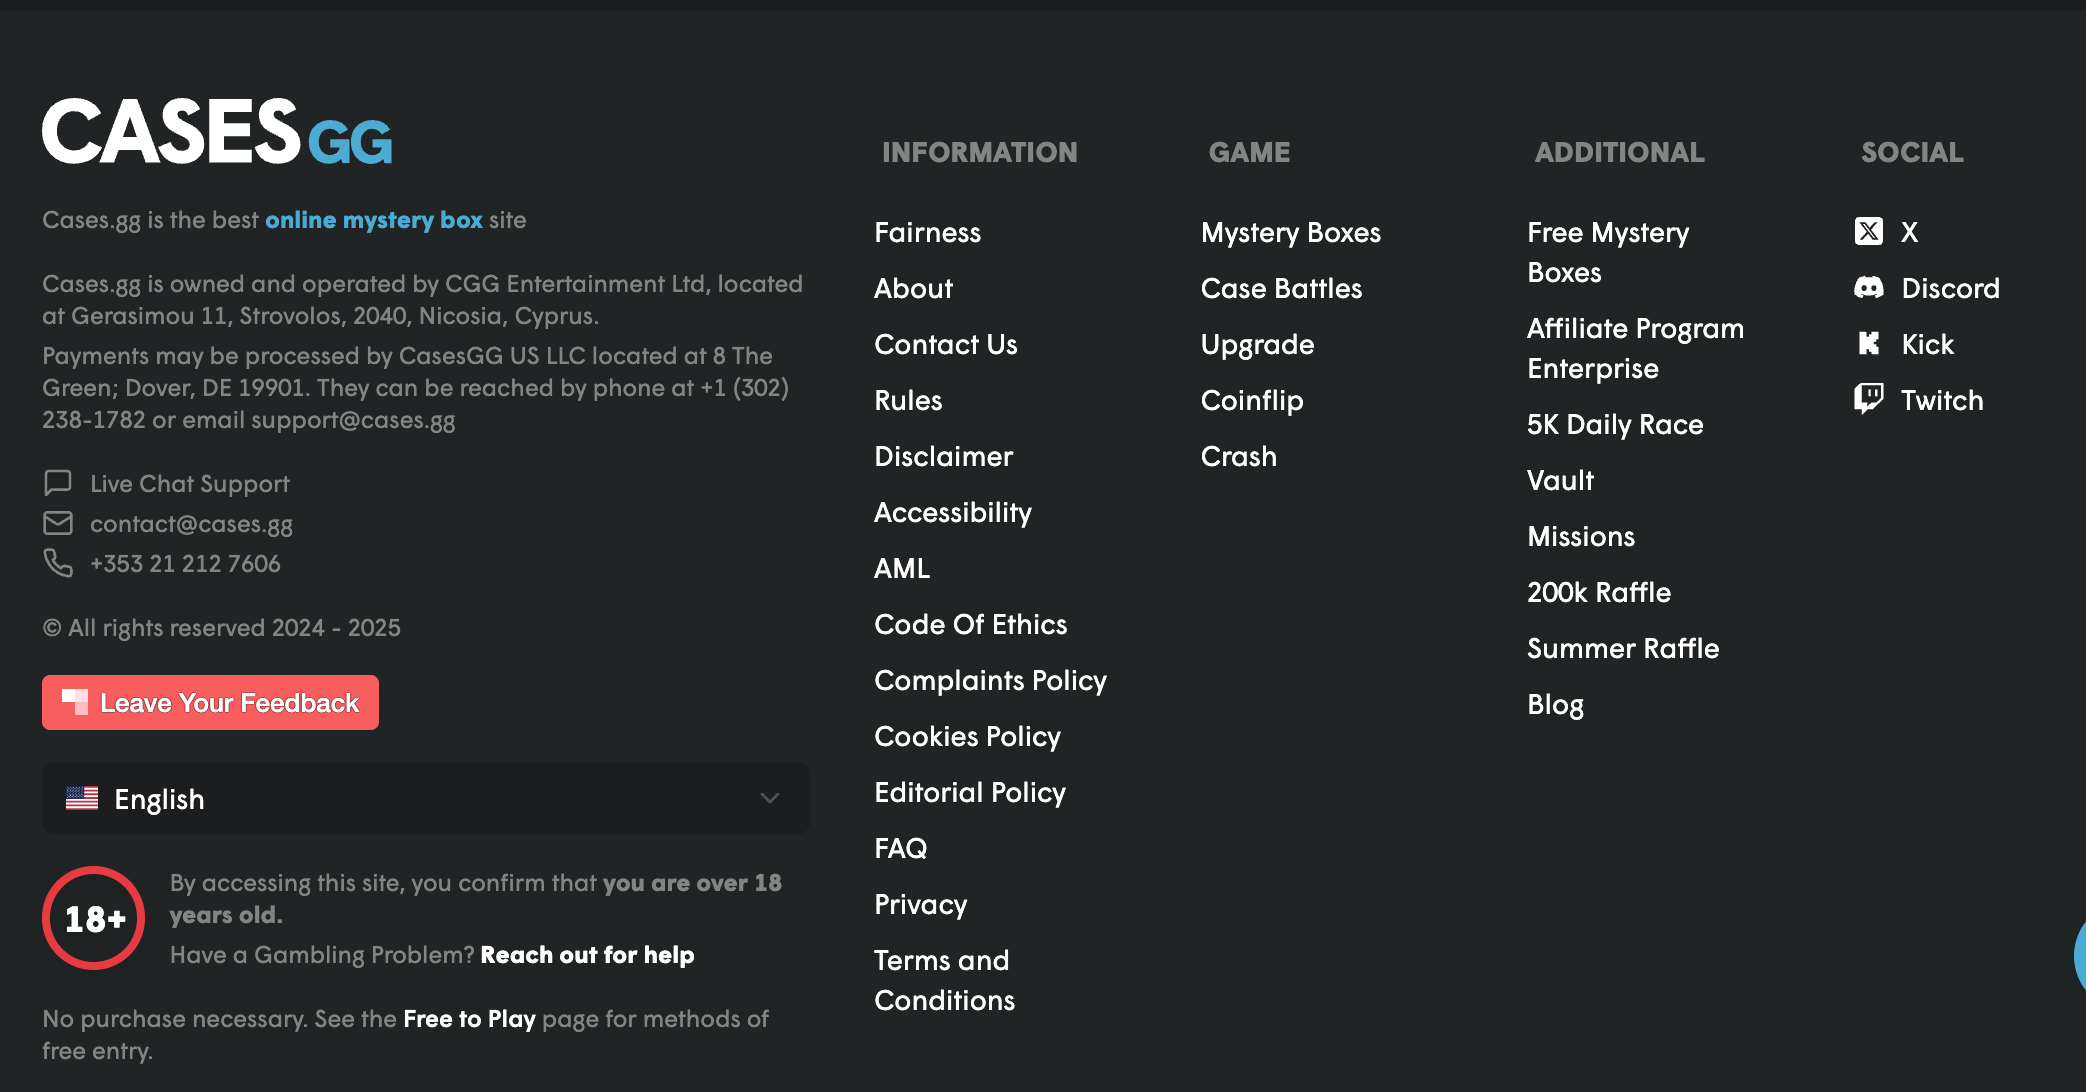 CASES GG
Cases.gg is the best online mystery box site
Cases.gg is owned and operated by CGG Entertainment Ltd, located
at Gerasimou 11, Strovolos, 2040, Nicosia, Cyprus.
Payments may be processed by CasesGG US LLC located at 8 The
Green; Dover, DE 19901. They can be reached by phone at +1 (302)
238-1782 or email support@cases.gg
Live Chat Support
contact@cases.gg
+353 21 212 7606
© All rights reserved 2024 - 2025
Leave Your Feedback
English
18+
By accessing this site, you confirm that you are over 18
years old.
Have a Gambling Problem? Reach out for help
No purchase necessary. See the Free to Play page for methods of
free entry.
INFORMATION
Fairness
About
Contact Us
Rules
Disclaimer
Accessibility
AML
Code Of Ethics
Complaints Policy
Cookies Policy
Editorial Policy
FAQ
Privacy
Terms and
Conditions
GAME
Mystery Boxes
Case Battles
Upgrade
Coinflip
Crash
ADDITIONAL
Free Mystery
Boxes
Affiliate Program
Enterprise
5K Daily Race
Vault
Missions
200k Raffle
Summer Raffle
Blog
SOCIAL
X
Discord
Kick
Twitch